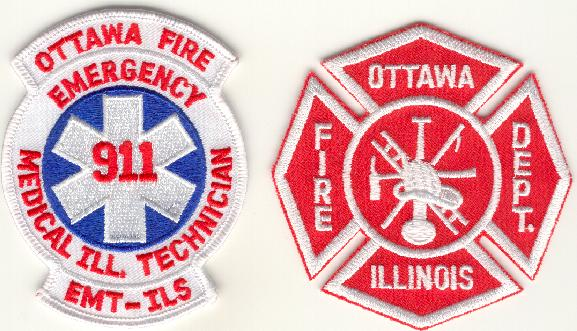 OTTAWA FIRE
EMERGENCY
911
MEDICAL ILL. TECHNICIAN
EMT-ILS
OTTAWA
FIRE
DEPT.
ILLINOIS